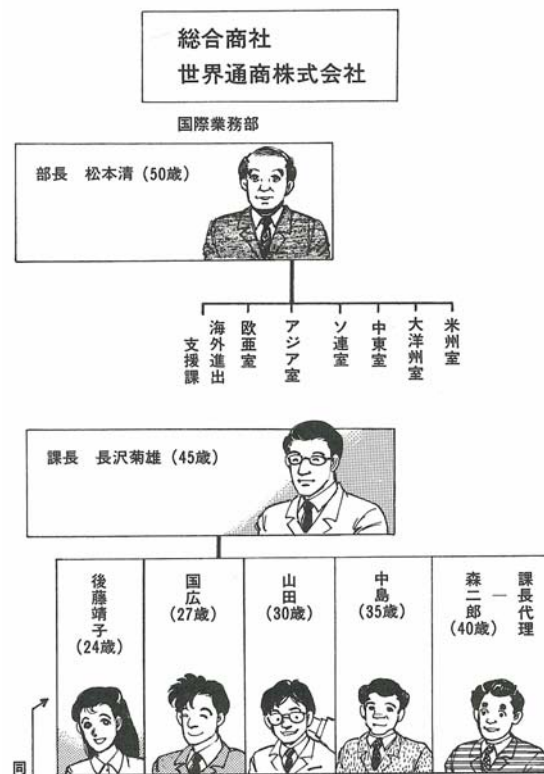 総合商社
世界通商株式会社
国際業務部
部長 松本清(50歳)
米州室
大洋州室
中東室
ソ連室
アジア室
欧亜室
海外進出
支援課
課長 長沢菊雄(45歳)
課長代理
森二郎
(40歳)
中島
(35歳)
山田
(30歳)
国広
(27歳)
後藤靖子
(24歳)
同